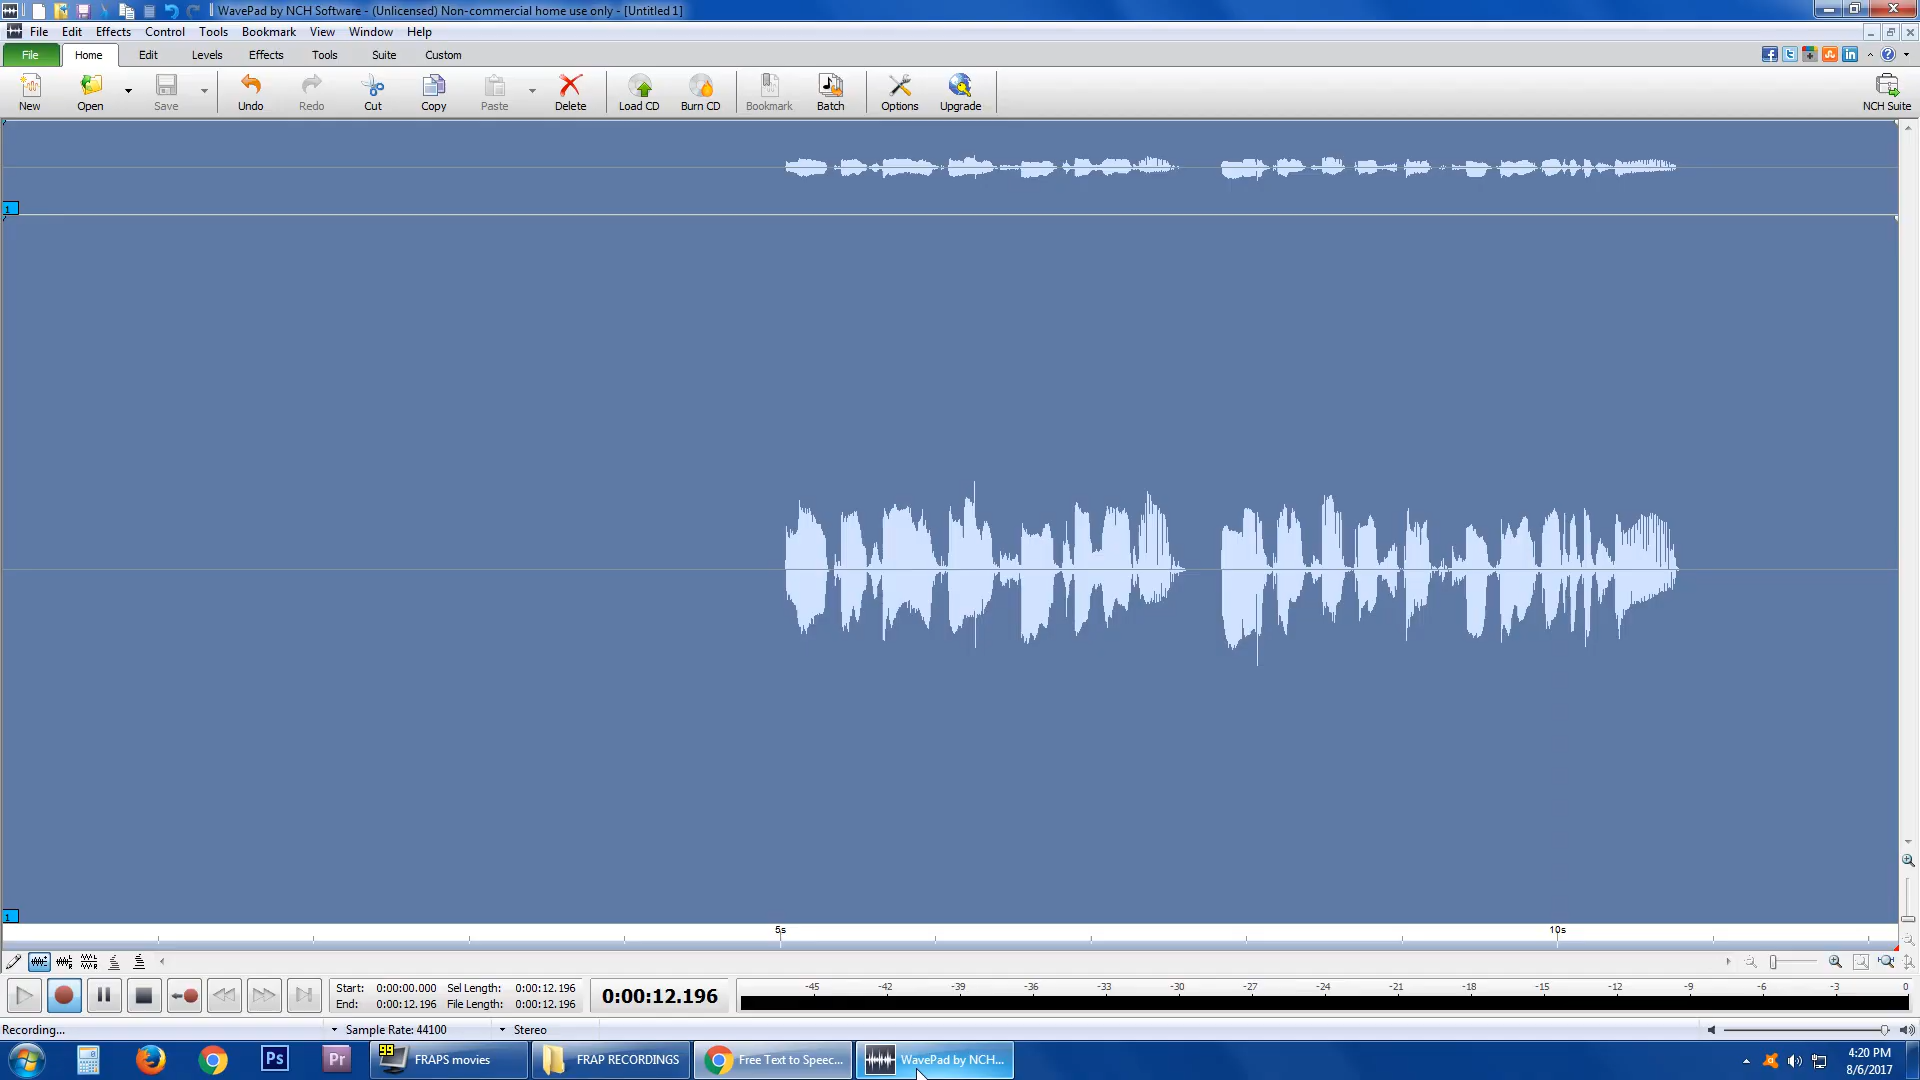 WavePad by NCH Software - (Unlicensed) Non-commercial home use only - [Untitled 1]
File Edit Effects Control Tools Bookmark View Window Help
File Home Edit Levels Effects Tools Suite Custom
New Open Save Undo Redo Cut Copy Paste Delete Load CD Burn CD Bookmark Batch Options Upgrade NCH Suite
1
1
5s 10s
Start: 0:00:00.000 Sel Length: 0:00:12.196
End: 0:00:12.196 File Length: 0:00:12.196
0:00:12.196
-45 -42 -39 -36 -33 -30 -27 -24 -21 -18 -15 -12 -9 -6 -3 0
Recording... Sample Rate: 44100 Stereo
Ps Pr 99 FRAPS movies FRAP RECORDINGS Free Text to Speec... WavePad by NCH...
4:20 PM
8/6/2017